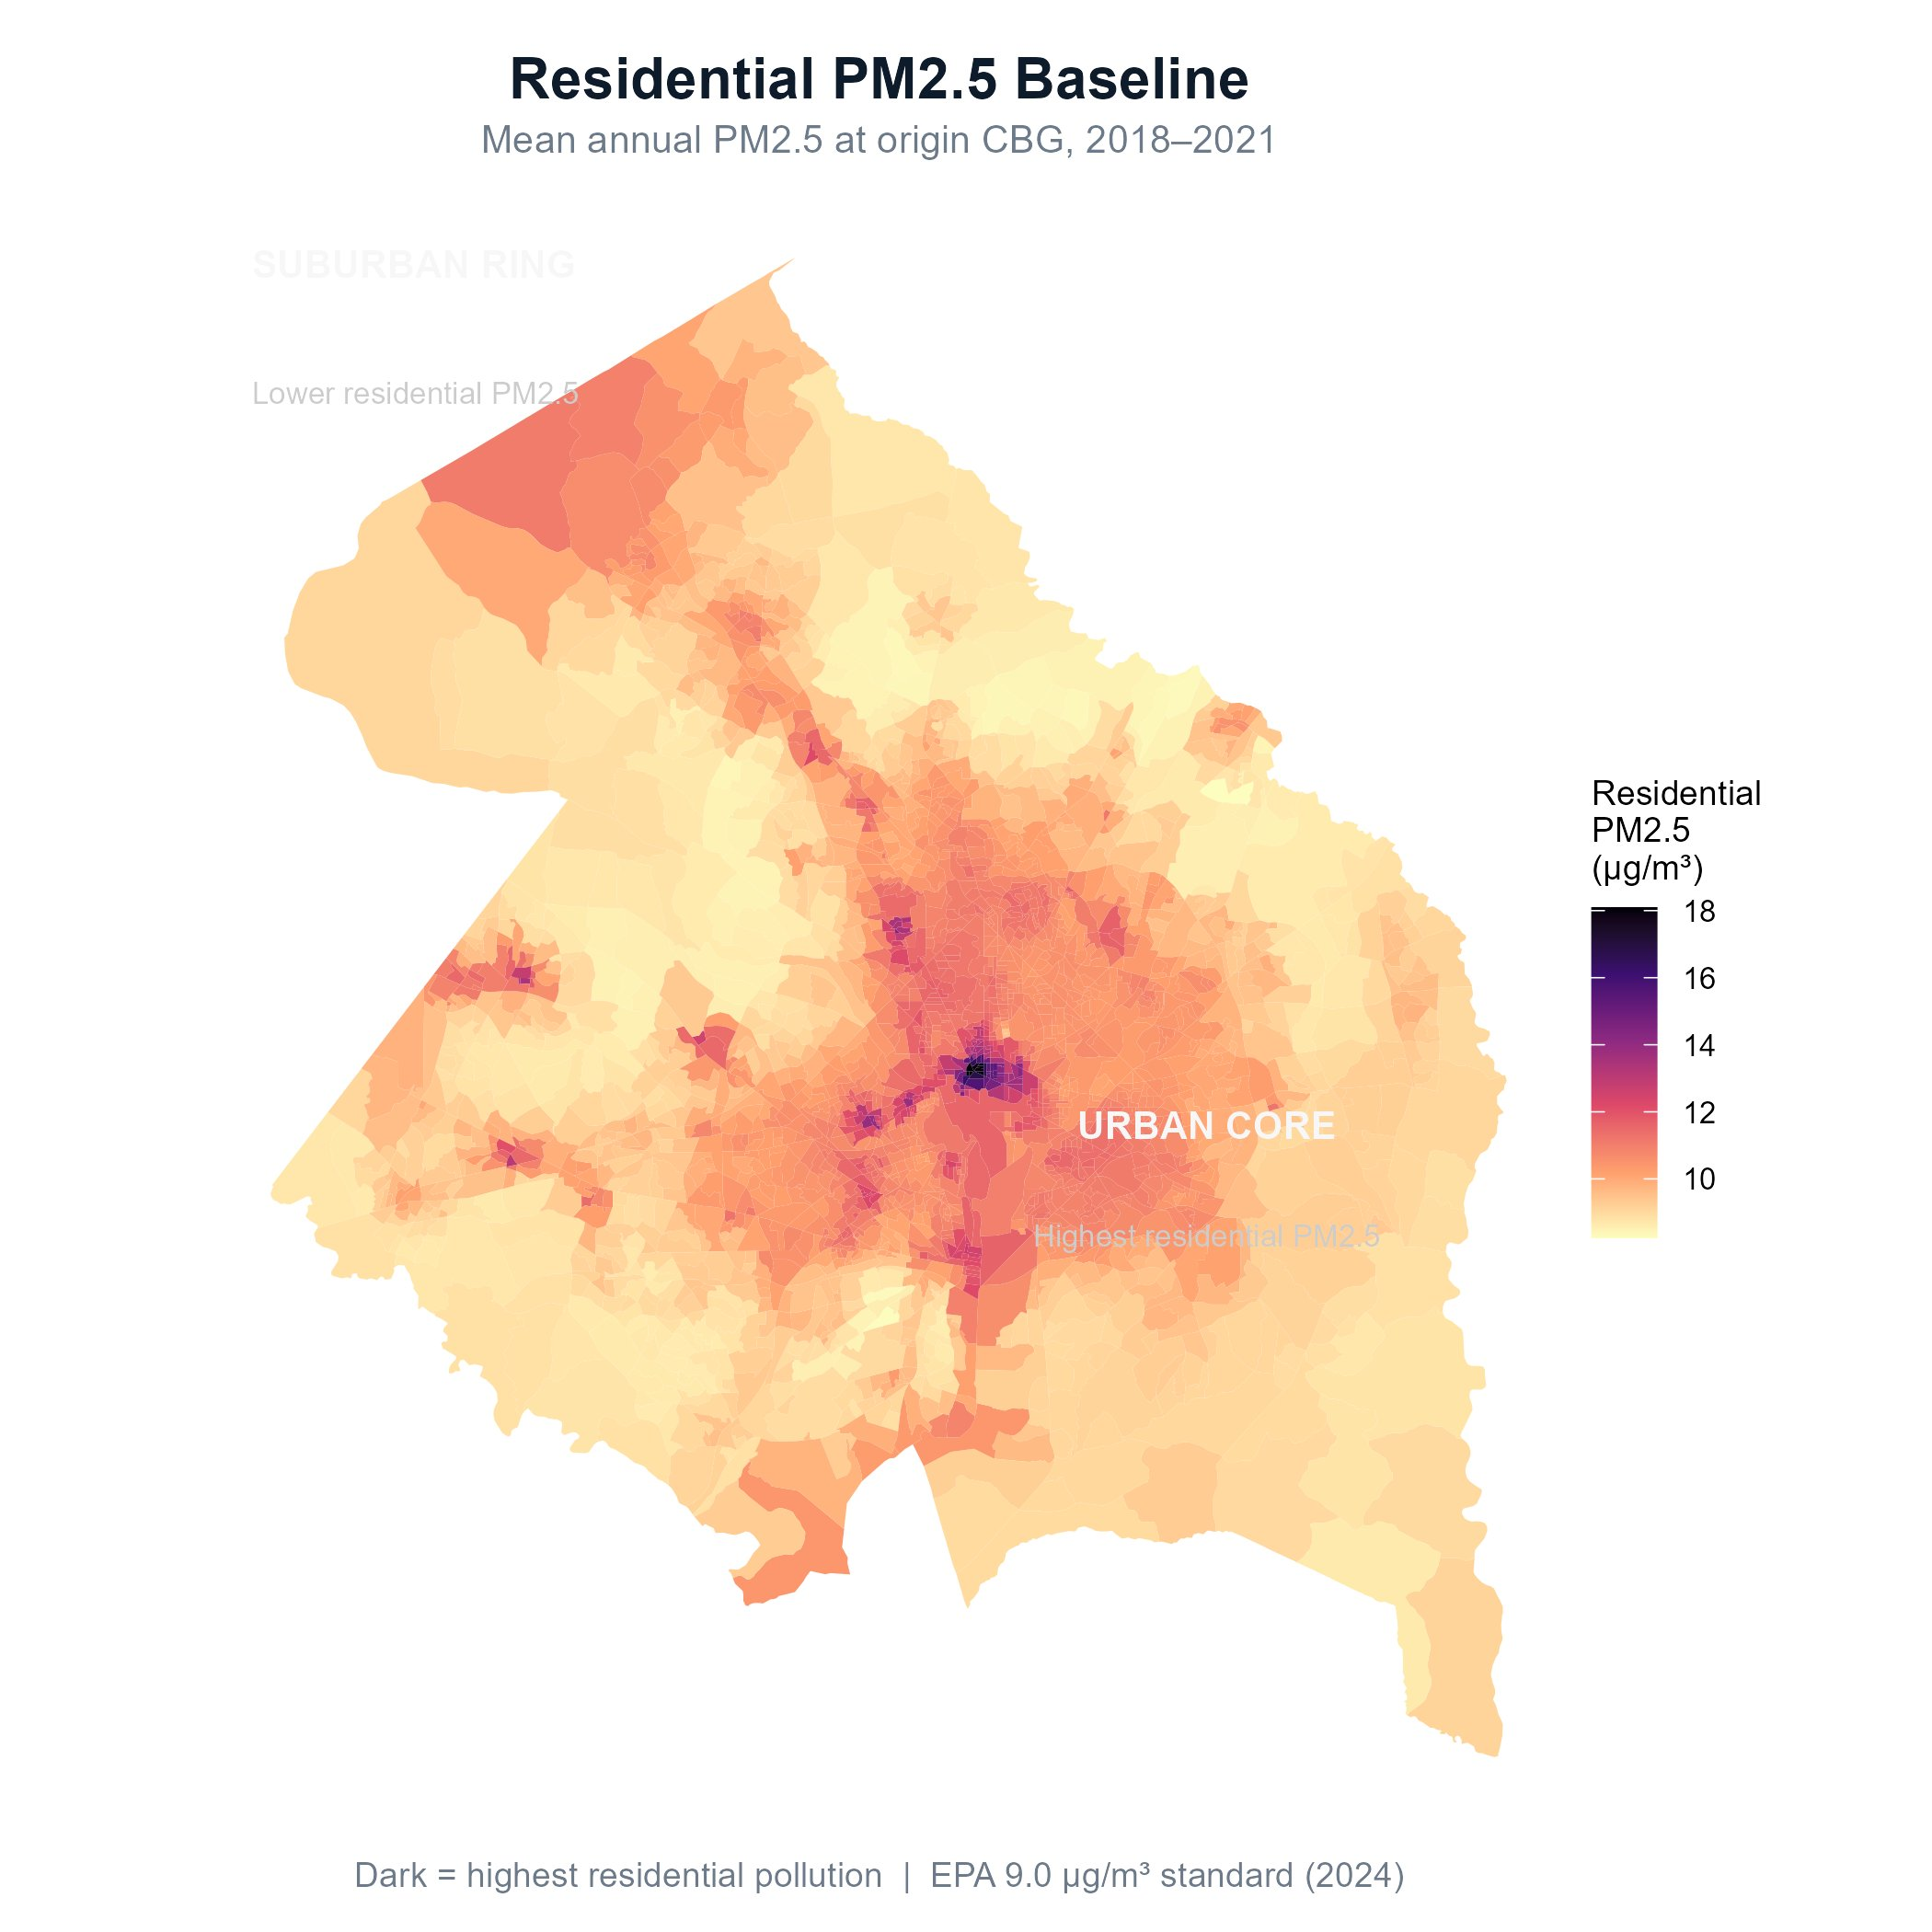 Residential PM2.5 Baseline
Mean annual PM2.5 at origin CBG, 2018–2021
SUBURBAN RING
Lower residential PM2.5
Residential
PM2.5
(µg/m³)
18
16
14
12
10
URBAN CORE
Highest residential PM2.5
Dark = highest residential pollution | EPA 9.0 µg/m³ standard (2024)